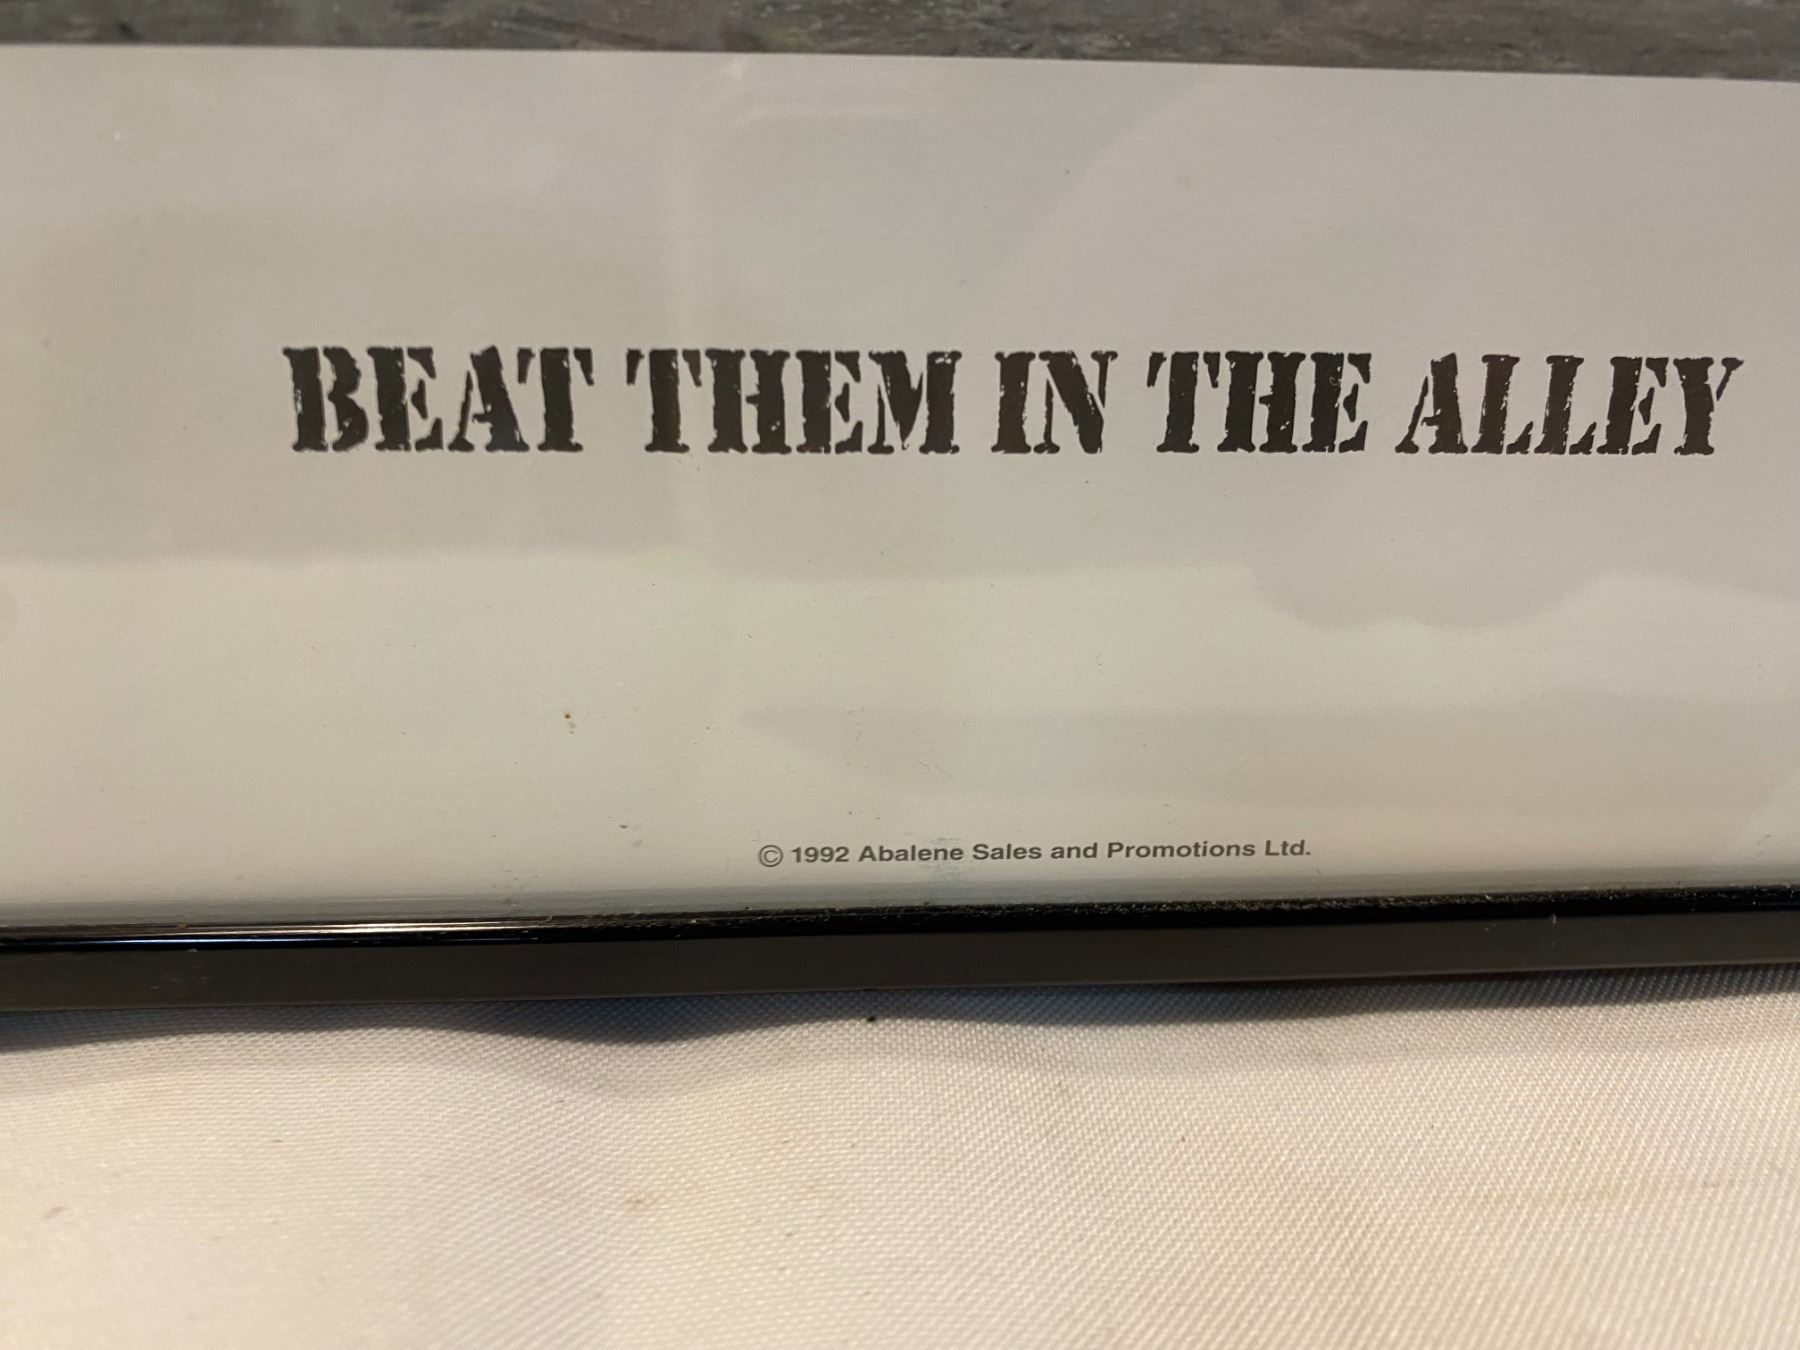 BEAT THEM IN THE ALLEY
© 1992 Abalene Sales and Promotions Ltd.